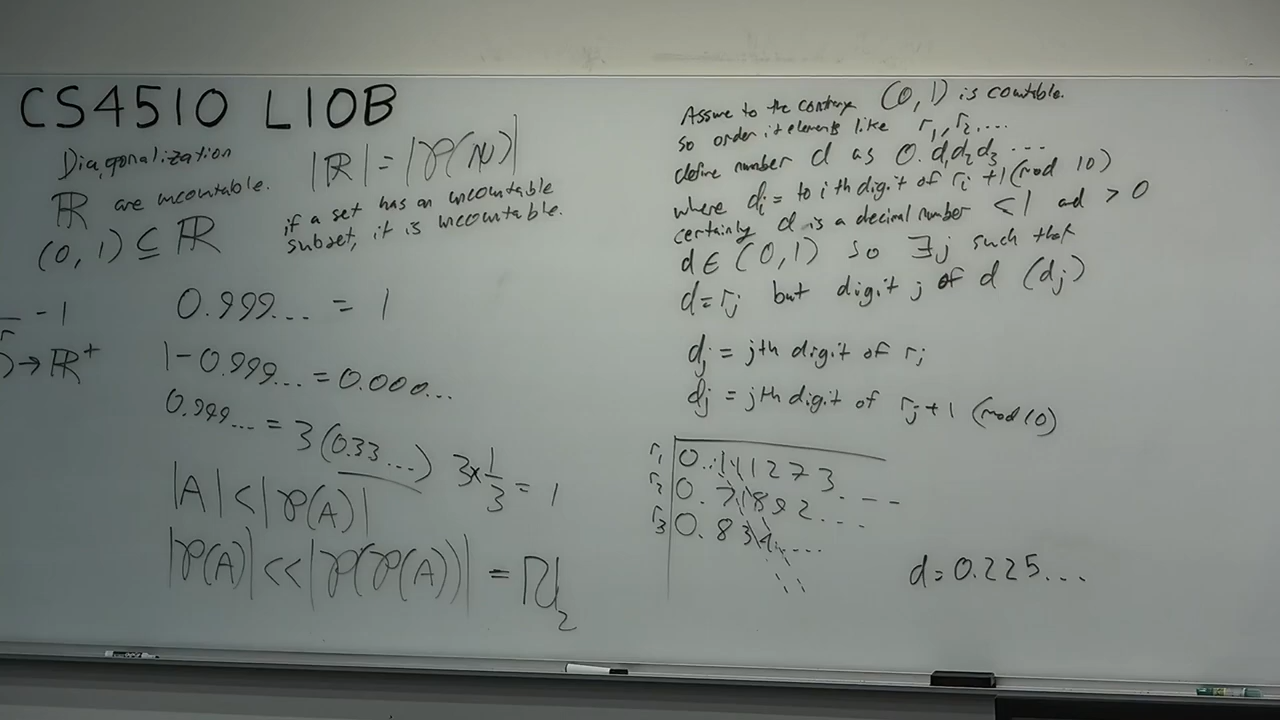 CS4510 L10B
Diagonalization
ℝ are uncountable.
|ℝ| = |𝒫(ℕ)|
(0, 1) ⊆ ℝ
if a set has an uncountable
subset, it is uncountable.
- 1
→ ℝ⁺
0.999... = 1
1 - 0.999... = 0.000...
0.999... = 3(0.33...) 3×1/3 = 1
|A| < |𝒫(A)|
|𝒫(A)| << |𝒫(𝒫(A))| =
Assume to the contrary (0, 1) is countable.
so order it elements like r₁, r₂ ....
define number d as 0.d₁d₂d₃ ...
where dᵢ = to ith digit of rᵢ +1 (mod 10)
certainly d is a decimal number < 1 ad > 0
d ∈ (0, 1) so ∃j such that
d = rⱼ but digit j of d (dⱼ)
dⱼ = jth digit of rⱼ
dⱼ = jth digit of rⱼ + 1 (mod 10)
r₁ 0.141273. - -
r₂ 0.71892...
r₃ 0.834....
d = 0.225...